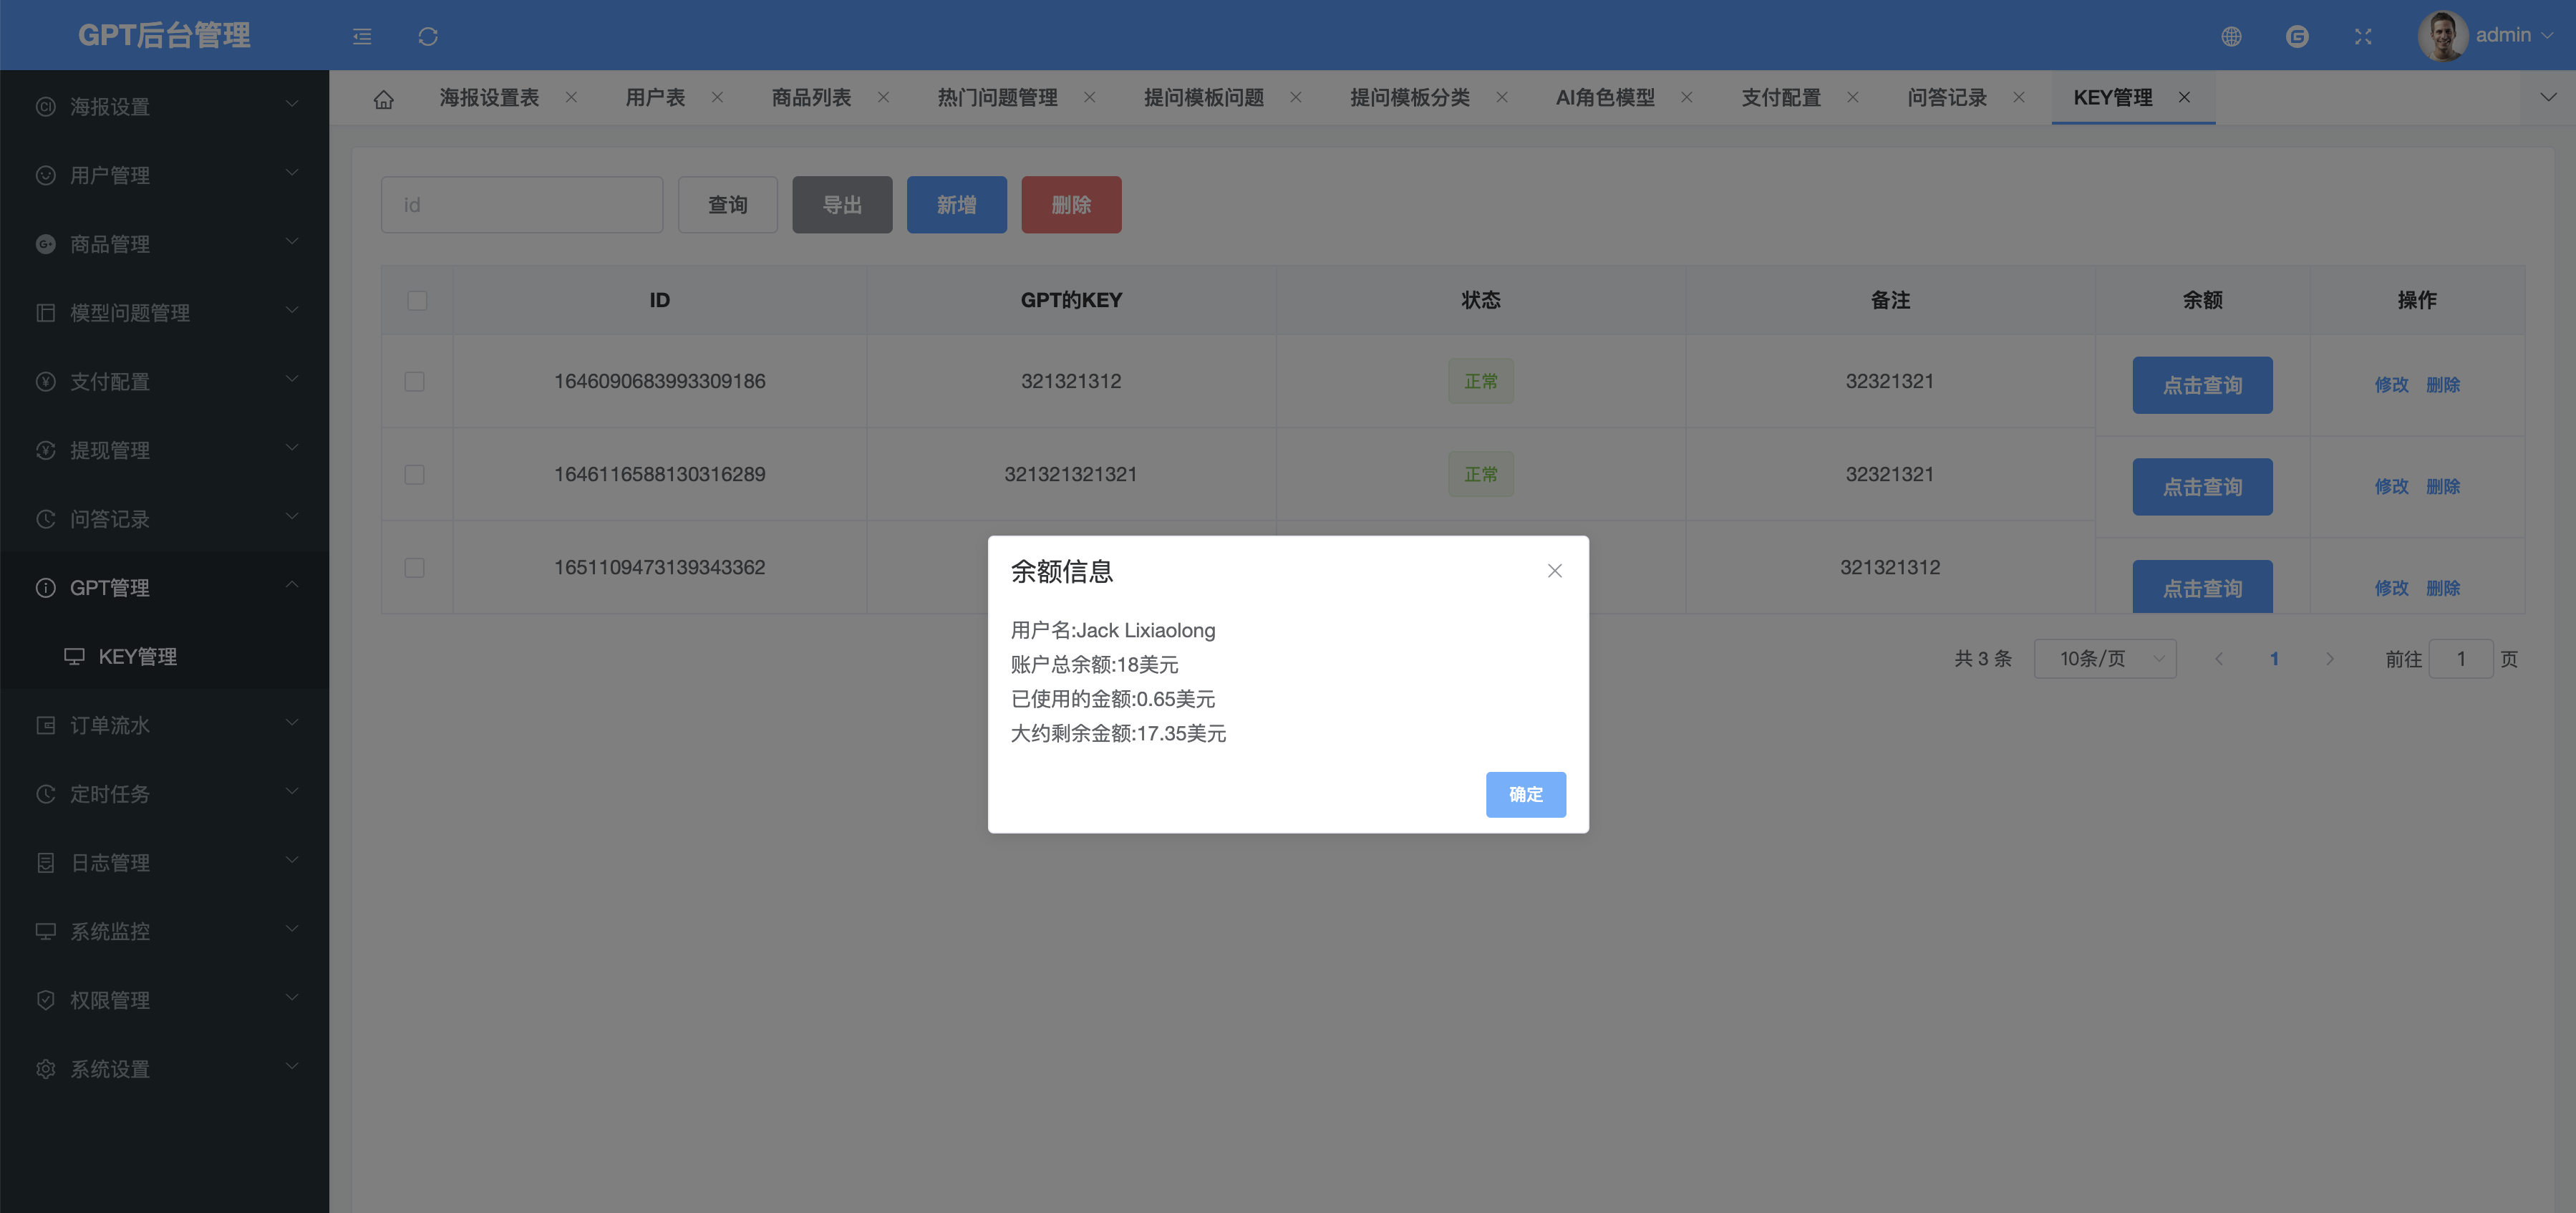 GPT后台管理
admin
海报设置
用户管理
商品管理
模型问题管理
支付配置
提现管理
问答记录
GPT管理
KEY管理
订单流水
定时任务
日志管理
系统监控
权限管理
系统设置
海报设置表 用户表 商品列表 热门问题管理 提问模板问题 提问模板分类 AI角色模型 支付配置 问答记录 KEY管理
id 查询 导出 新增 删除
ID GPT的KEY 状态 备注 余额 操作
1646090683993309186 321321312 正常 32321321 点击查询 修改 删除
1646116588130316289 321321321321 正常 32321321 点击查询 修改 删除
1651109473139343362 321321312 点击查询 修改 删除
共 3 条 10条/页 1 前往 1 页
余额信息
用户名:Jack Lixiaolong
账户总余额:18美元
已使用的金额:0.65美元
大约剩余金额:17.35美元
确定